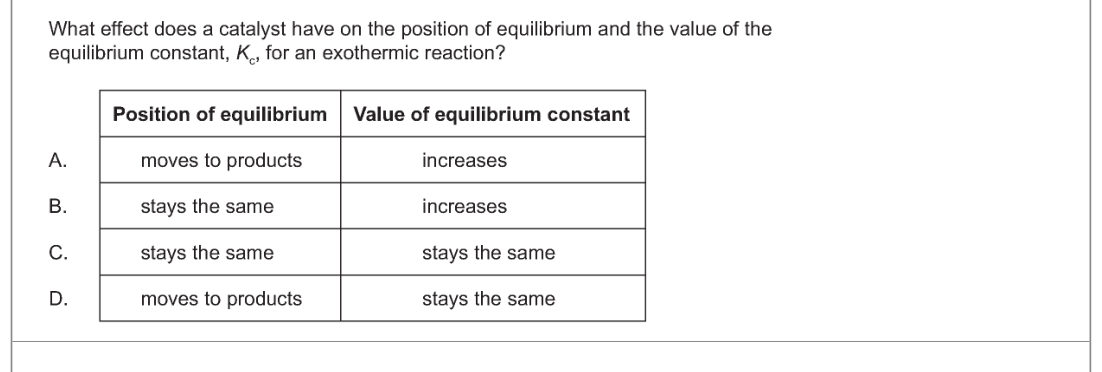 What effect does a catalyst have on the position of equilibrium and the value of the
equilibrium constant, Kc, for an exothermic reaction?
Position of equilibrium Value of equilibrium constant
A. moves to products increases
B. stays the same increases
C. stays the same stays the same
D. moves to products stays the same